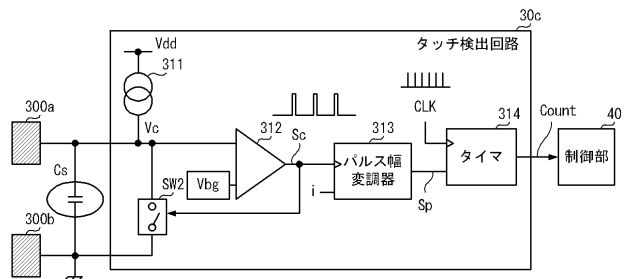 30c
タッチ検出回路
Vdd
311
300a
Vc
312
Sc
CLK
313
314
Count
40
Cs
Vbg
SW2
i
パルス幅
変調器
Sp
タイマ
制御部
300b